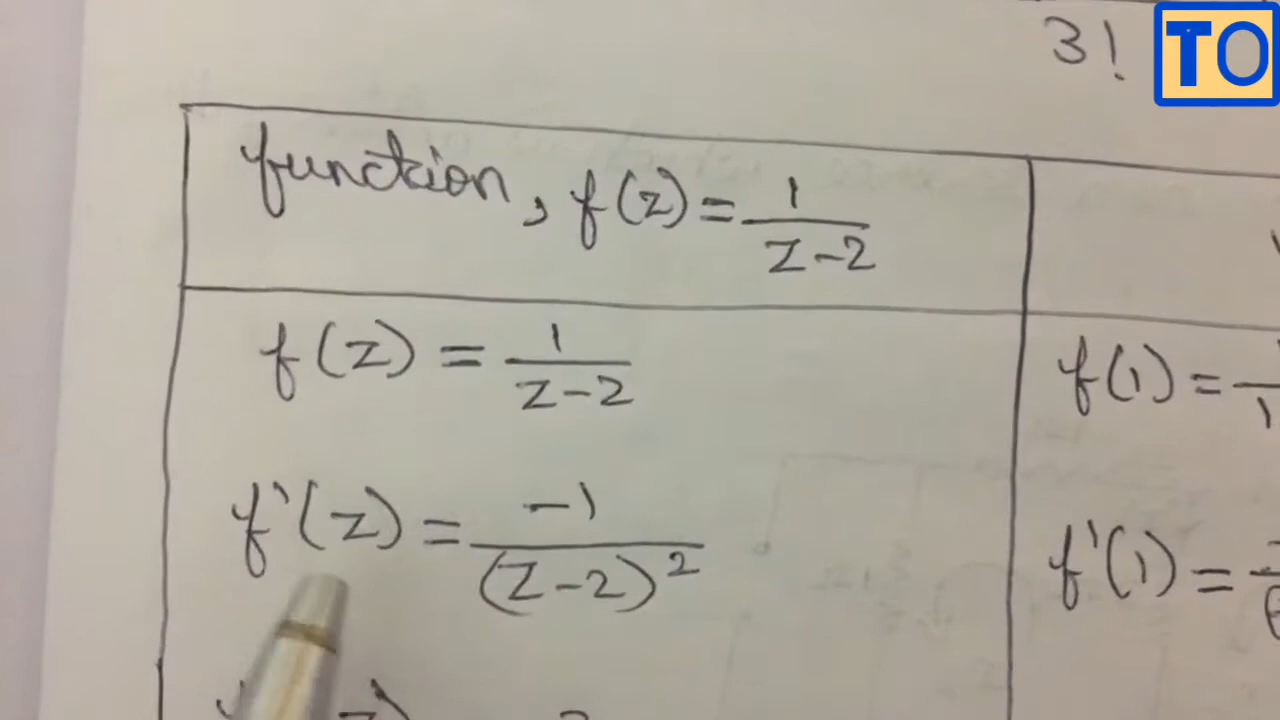 3!
TO
function, f(z) = 1/(z-2)
f(z) = 1/(z-2)
f(1) =
f'(z) = -1/(z-2)²
f'(1) =